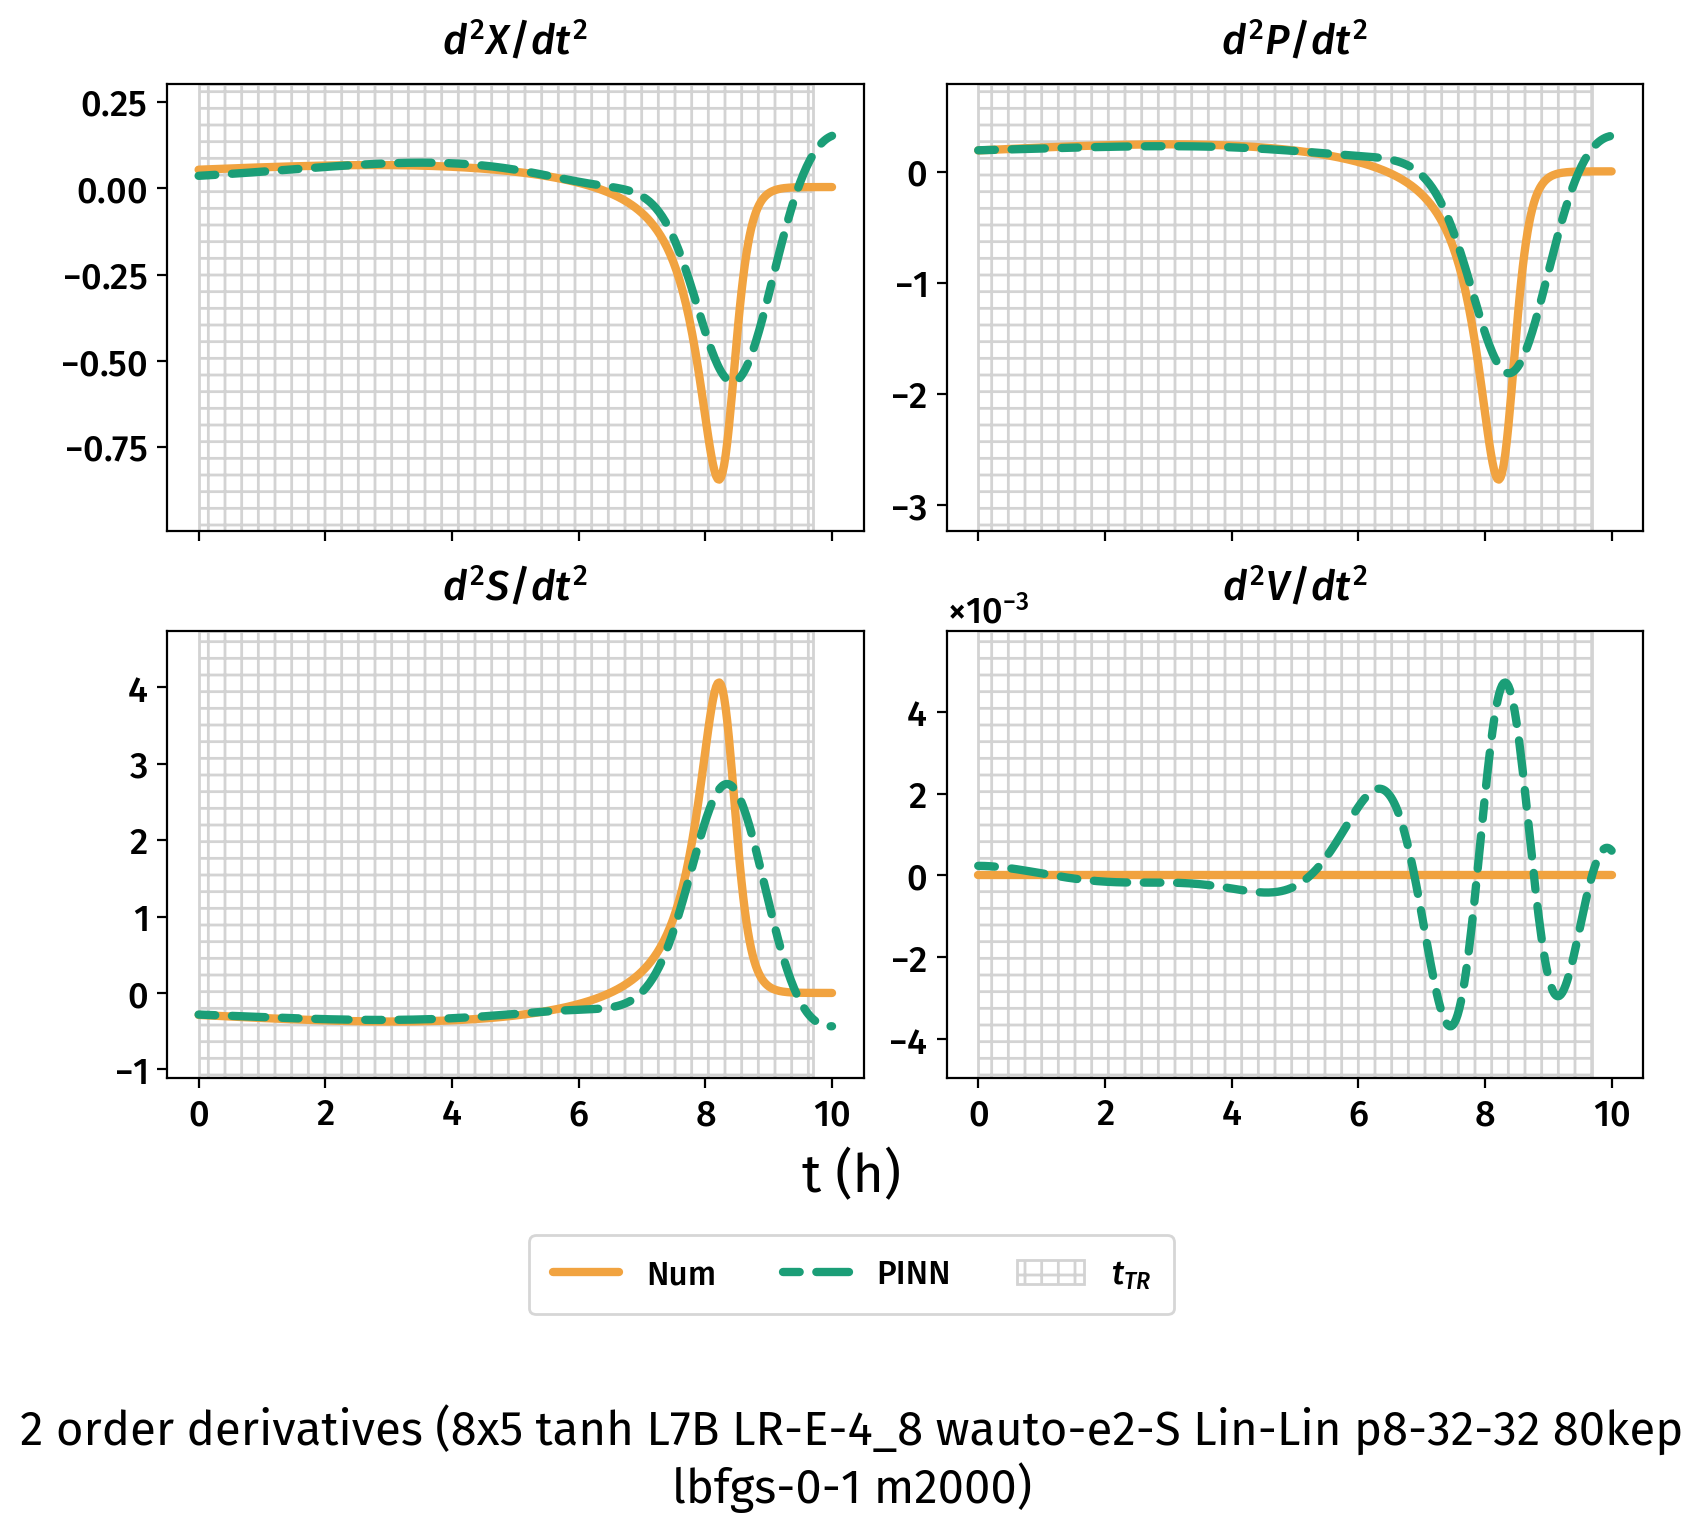 d²X/dt²
d²P/dt²
0.25
0.00
−0.25
−0.50
−0.75
0
−1
−2
−3
d²S/dt²
d²V/dt²
×10⁻³
4
3
2
1
0
−1
4
2
0
−2
−4
0 2 4 6 8 10
0 2 4 6 8 10
t (h)
Num PINN t_TR
2 order derivatives (8x5 tanh L7B LR-E-4_8 wauto-e2-S Lin-Lin p8-32-32 80kep
lbfgs-0-1 m2000)